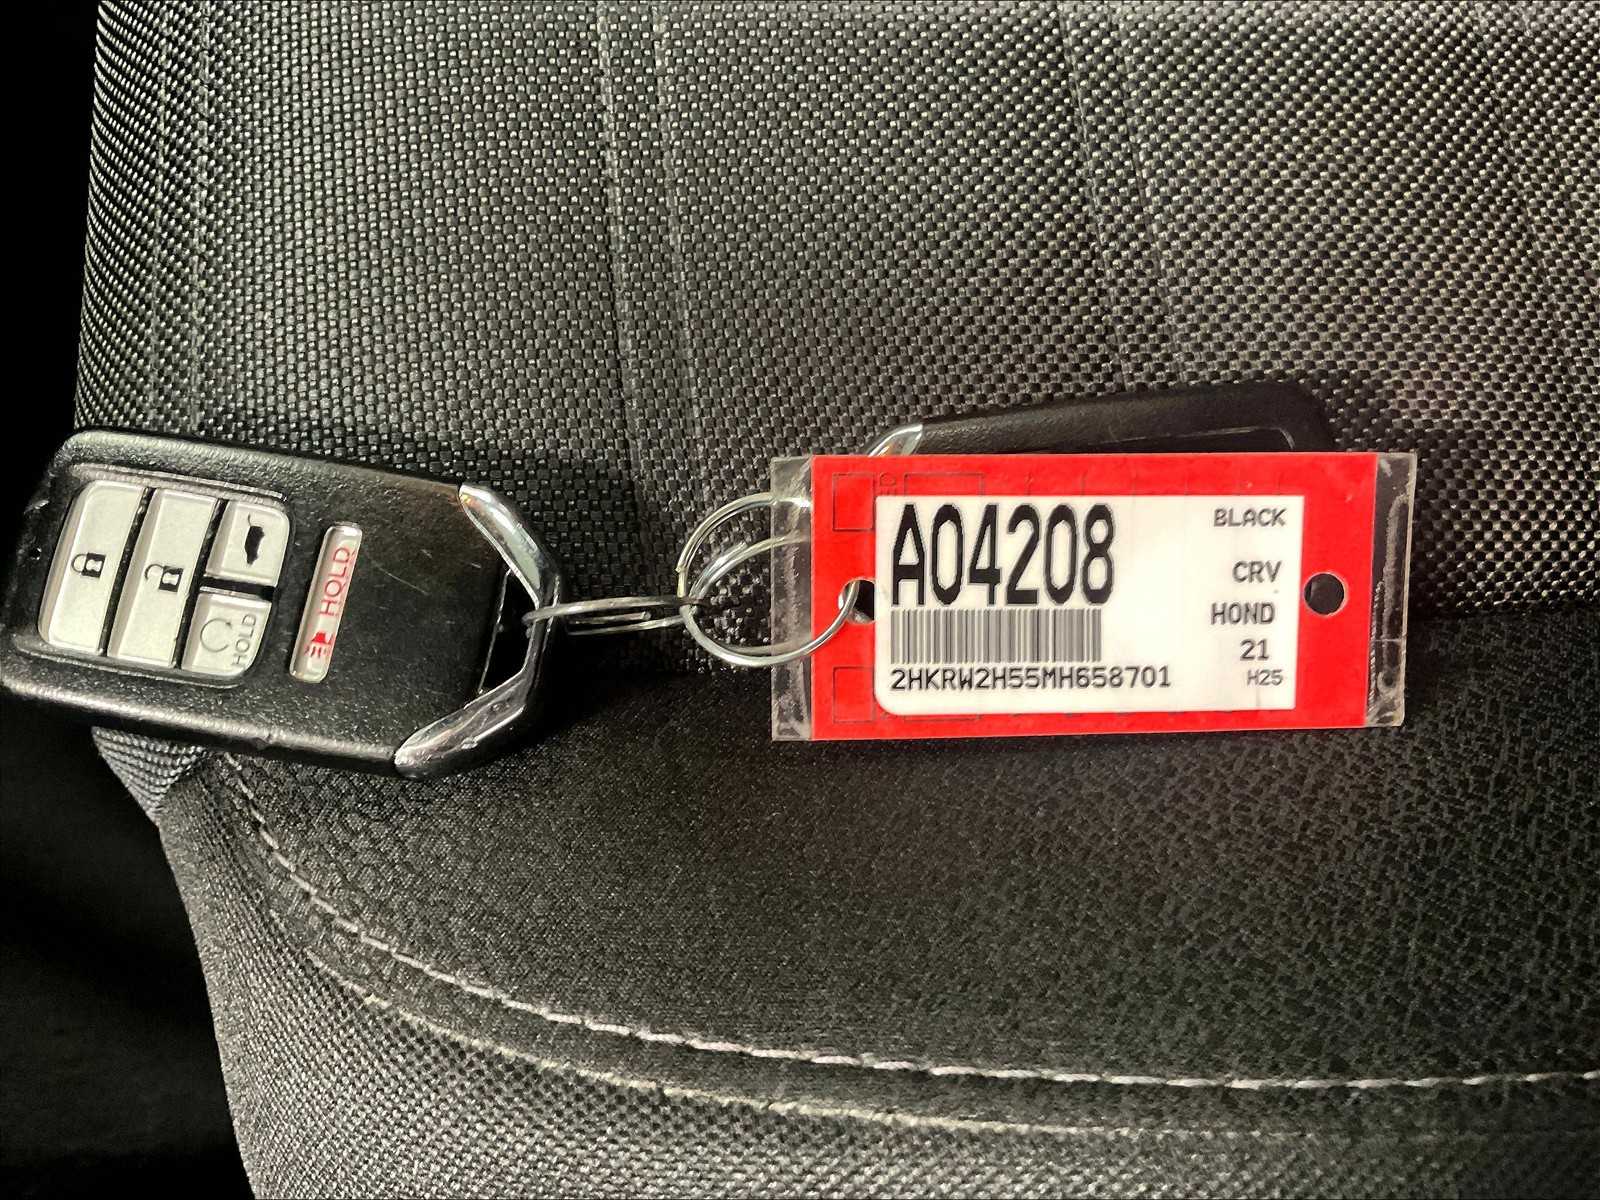 HOLD
HOLD
A04208
BLACK
CRV
HOND
21
H25
2HKRW2H55MH658701